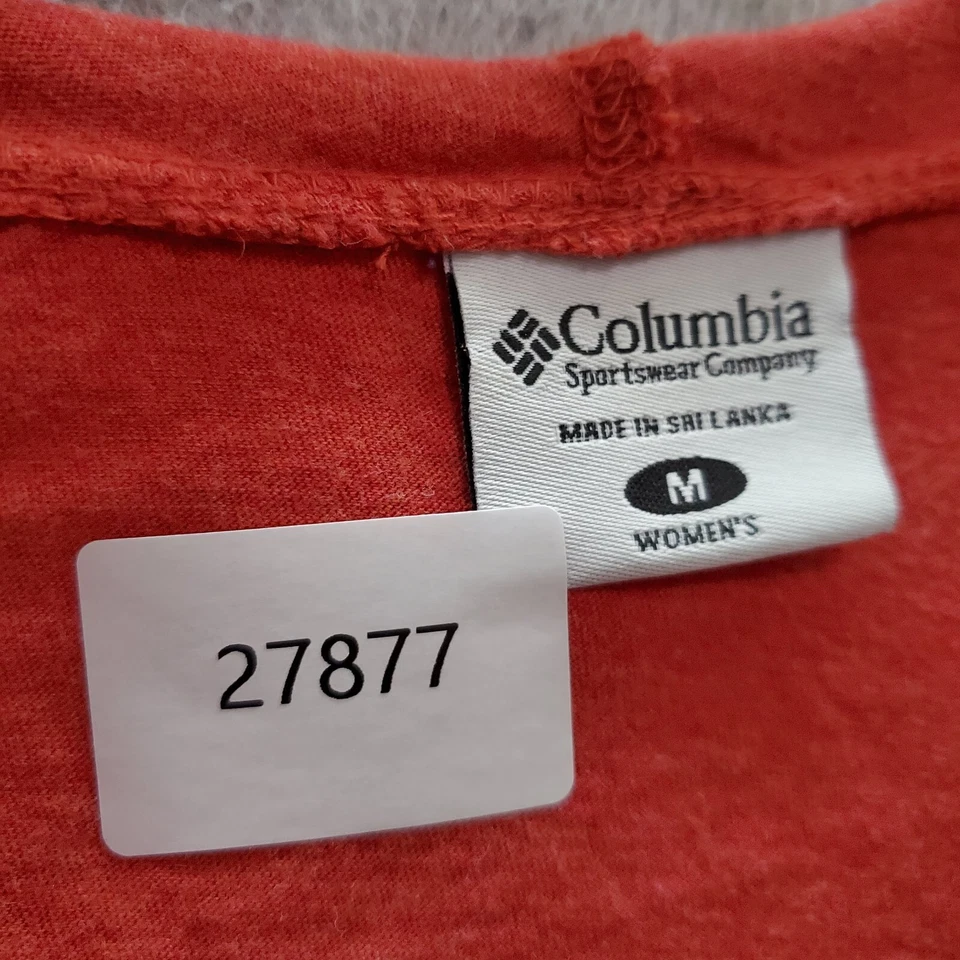 Columbia
Sportswear Company
MADE IN SRI LANKA
M
WOMEN'S
27877